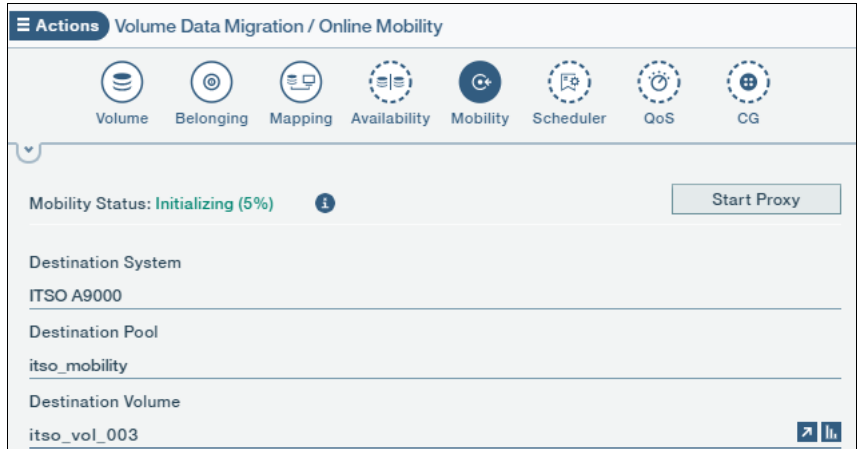 Actions Volume Data Migration / Online Mobility
Volume Belonging Mapping Availability Mobility Scheduler QoS CG
Mobility Status: Initializing (5%) Start Proxy
Destination System
ITSO A9000
Destination Pool
itso_mobility
Destination Volume
itso_vol_003